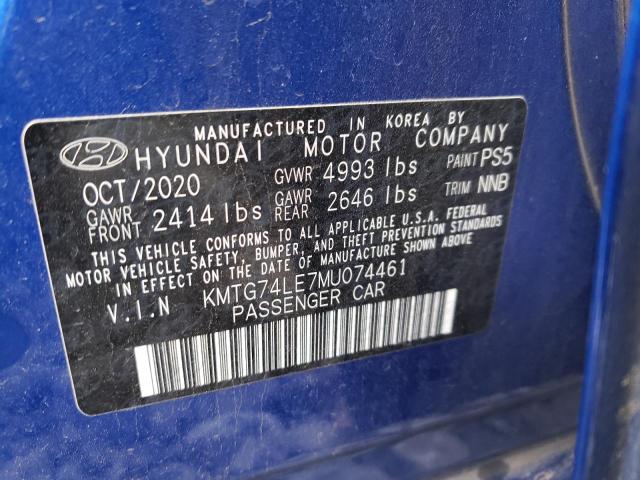 MANUFACTURED IN KOREA BY
HYUNDAI MOTOR COMPANY
OCT/2020 GVWR 4993 lbs PAINT PS5
GAWR FRONT 2414 lbs GAWR REAR 2646 lbs TRIM NNB
THIS VEHICLE CONFORMS TO ALL APPLICABLE U.S.A. FEDERAL
MOTOR VEHICLE SAFETY, BUMPER, AND THEFT PREVENTION STANDARDS
IN EFFECT ON THE DATE OF MANUFACTURE SHOWN ABOVE.
V.I.N KMTG74LE7MU074461
PASSENGER CAR